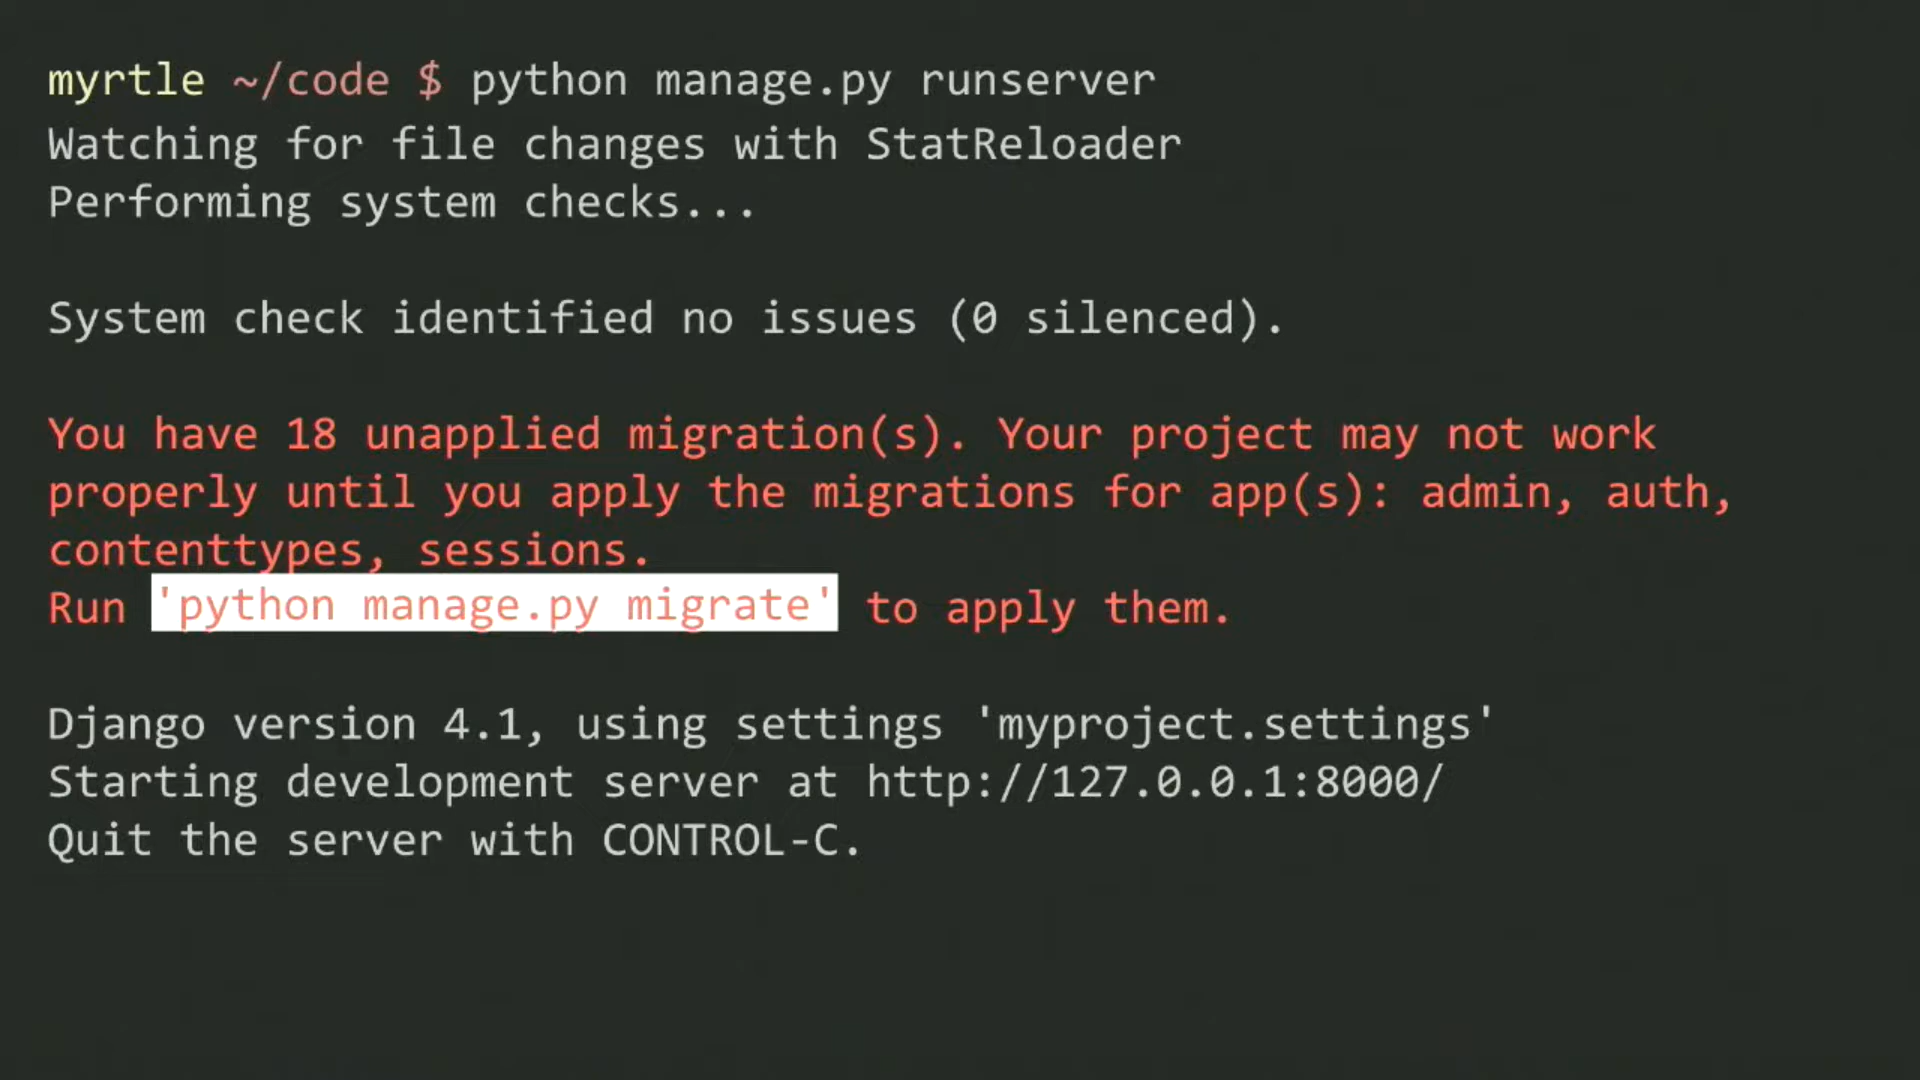 myrtle ~/code $ python manage.py runserver
Watching for file changes with StatReloader
Performing system checks...
System check identified no issues (0 silenced).
You have 18 unapplied migration(s). Your project may not work
properly until you apply the migrations for app(s): admin, auth,
contenttypes, sessions.
Run 'python manage.py migrate' to apply them.
Django version 4.1, using settings 'myproject.settings'
Starting development server at http://127.0.0.1:8000/
Quit the server with CONTROL-C.